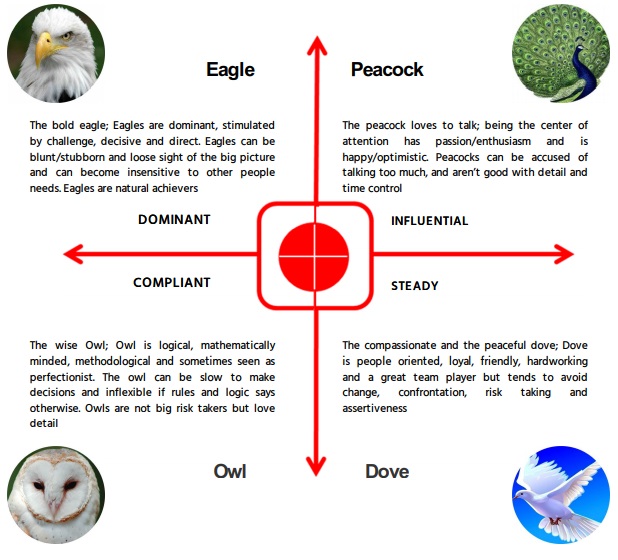 Eagle
Peacock
The bold eagle; Eagles are dominant, stimulated
by challenge, decisive and direct. Eagles can be
blunt/stubborn and loose sight of the big picture
and can become insensitive to other people
needs. Eagles are natural achievers
The peacock loves to talk; being the center of
attention has passion/enthusiasm and is
happy/optimistic. Peacocks can be accused of
talking too much, and aren't good with detail and
time control
DOMINANT
INFLUENTIAL
COMPLIANT
STEADY
The wise Owl; Owl is logical, mathematically
minded, methodological and sometimes seen as
perfectionist. The owl can be slow to make
decisions and inflexible if rules and logic says
otherwise. Owls are not big risk takers but love
detail
The compassionate and the peaceful dove; Dove
is people oriented, loyal, friendly, hardworking
and a great team player but tends to avoid
change, confrontation, risk taking and
assertiveness
Owl
Dove